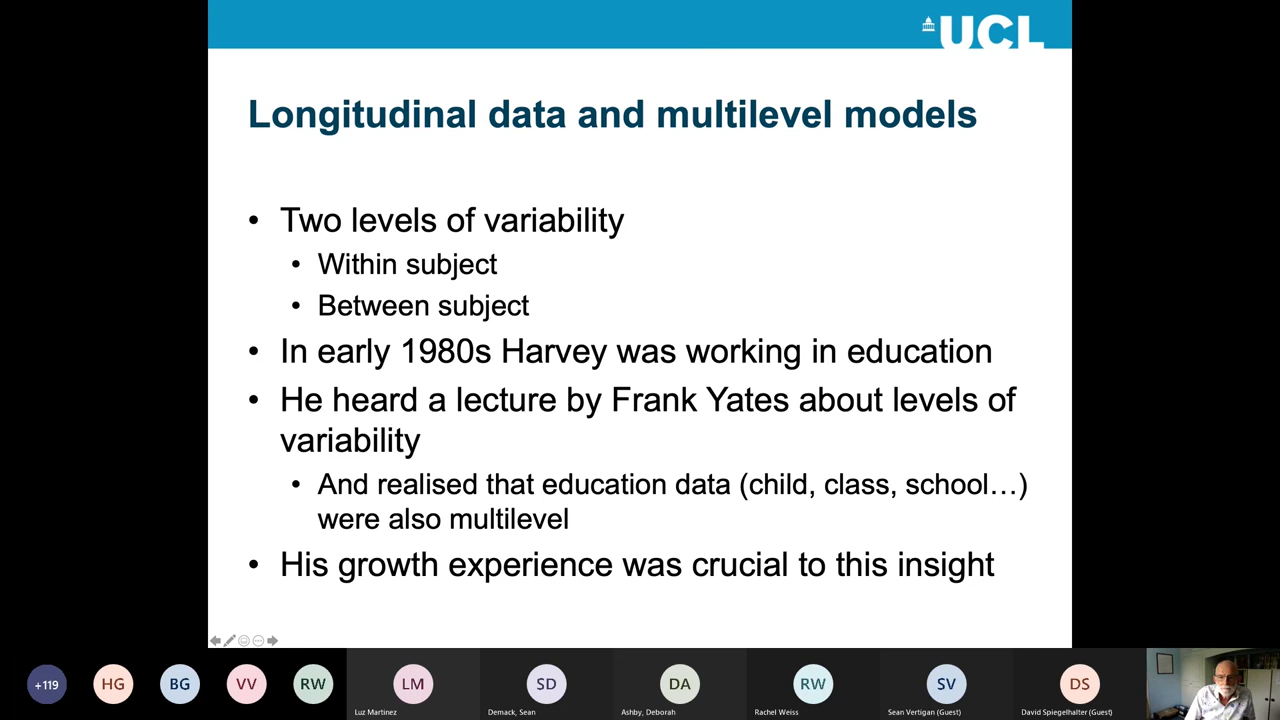 UCL
Longitudinal data and multilevel models
• Two levels of variability
• Within subject
• Between subject
• In early 1980s Harvey was working in education
• He heard a lecture by Frank Yates about levels of
variability
• And realised that education data (child, class, school…)
were also multilevel
• His growth experience was crucial to this insight
+119
HG
BG
VV
RW
LM
SD
DA
RW
SV
DS
Luz Martinez
Demack, Sean
Ashby, Deborah
Rachel Weiss
Sean Vertigan (Guest)
David Spiegelhalter (Guest)